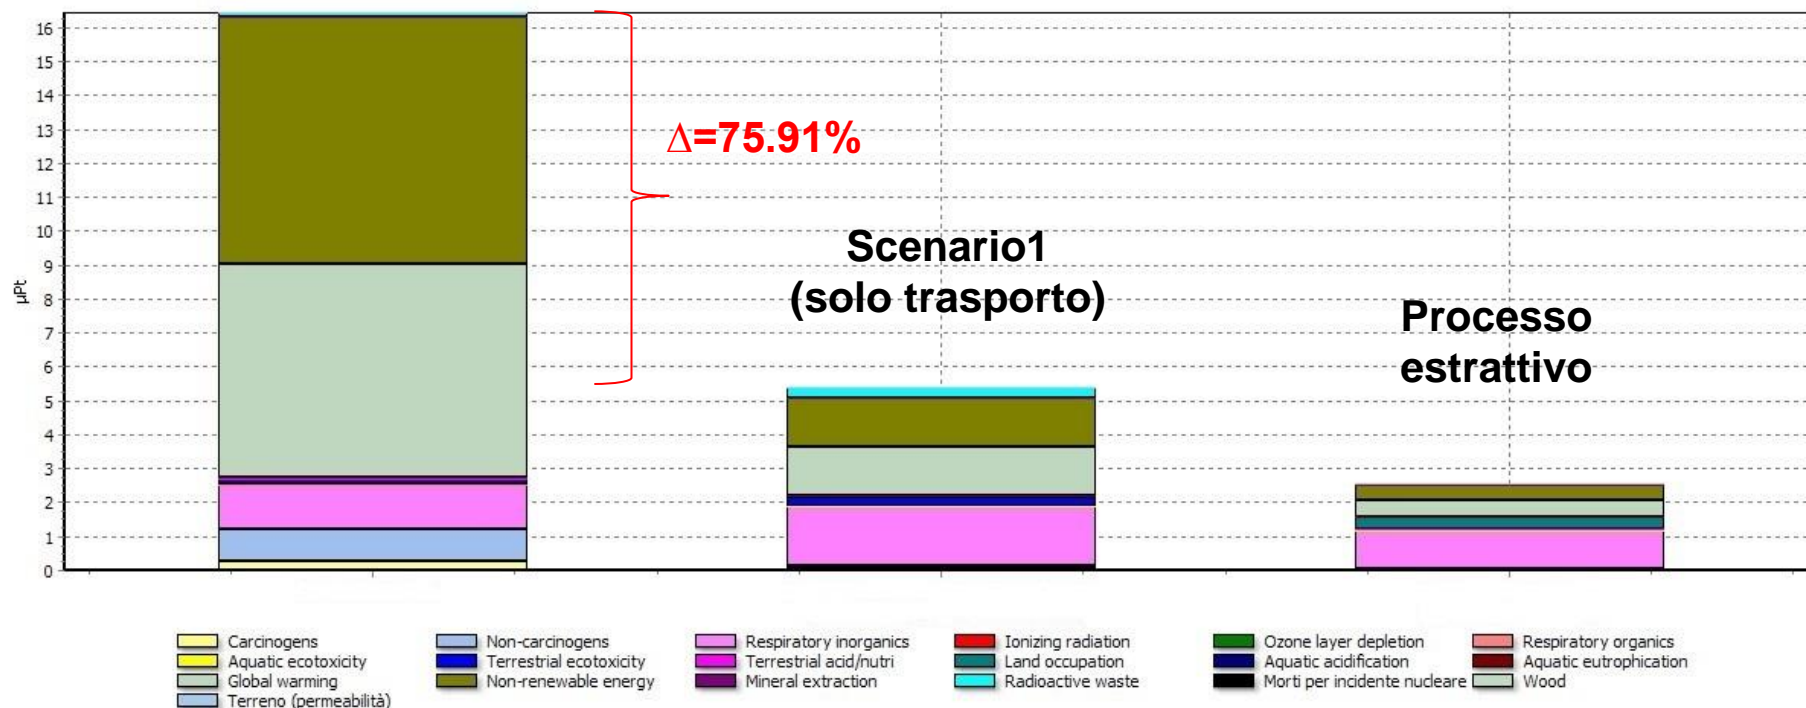 16
15
14
13
12
11
10
9
8
7
6
5
4
3
2
1
0
µPt
Δ=75.91%
Scenario1
(solo trasporto)
Processo
estrattivo
Carcinogens Non-carcinogens Respiratory inorganics Ionizing radiation Ozone layer depletion Respiratory organics
Aquatic ecotoxicity Terrestrial ecotoxicity Terrestrial acid/nutri Land occupation Aquatic acidification Aquatic eutrophication
Global warming Non-renewable energy Mineral extraction Radioactive waste Morti per incidente nucleare Wood
Terreno (permeabilità)